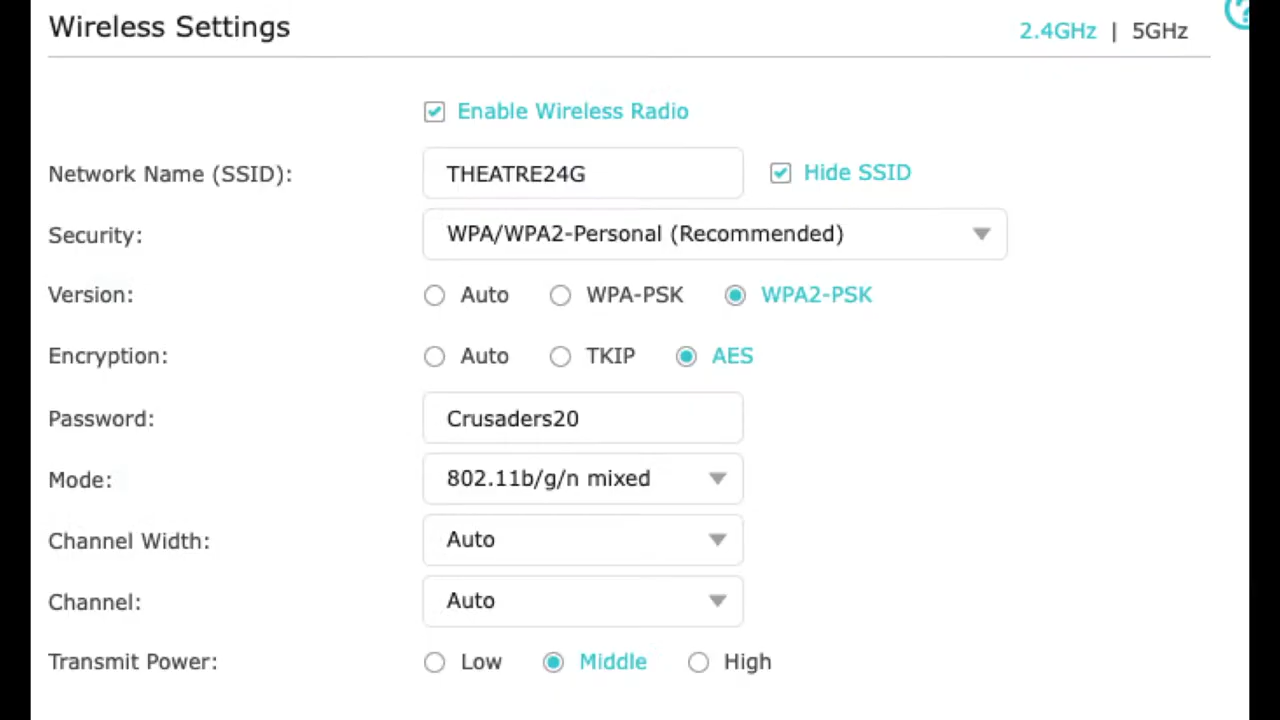 Wireless Settings
2.4GHz | 5GHz
?
Enable Wireless Radio
Network Name (SSID): THEATRE24G Hide SSID
Security: WPA/WPA2-Personal (Recommended)
Version: Auto WPA-PSK WPA2-PSK
Encryption: Auto TKIP AES
Password: Crusaders20
Mode: 802.11b/g/n mixed
Channel Width: Auto
Channel: Auto
Transmit Power: Low Middle High